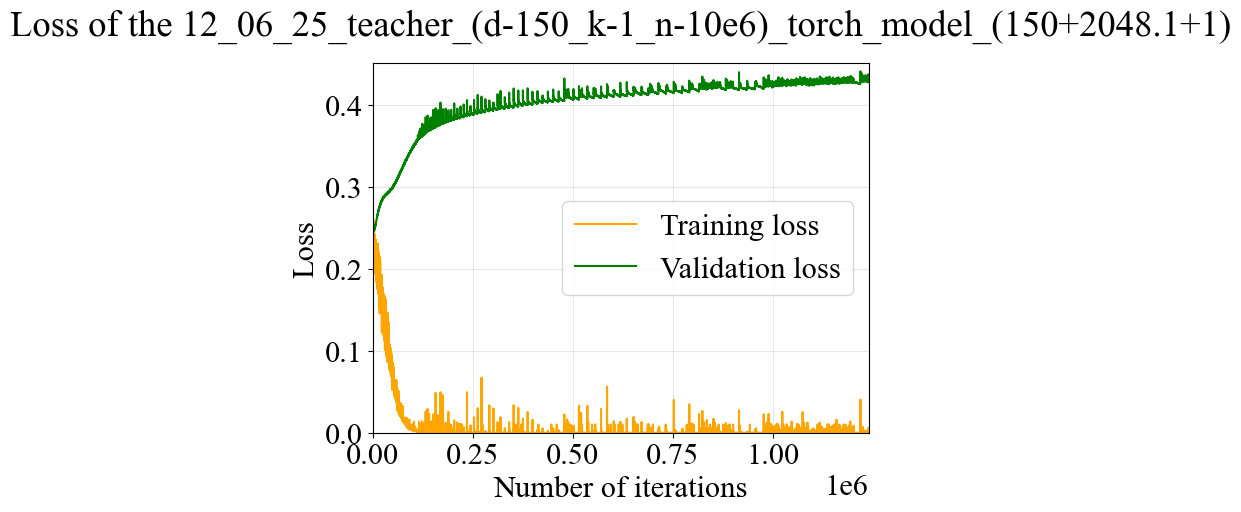 Loss of the 12_06_25_teacher_(d-150_k-1_n-10e6)_torch_model_(150+2048.1+1)
0.4
0.3
0.2
0.1
0.0
Loss
Training loss
Validation loss
0.00 0.25 0.50 0.75 1.00
Number of iterations
1e6